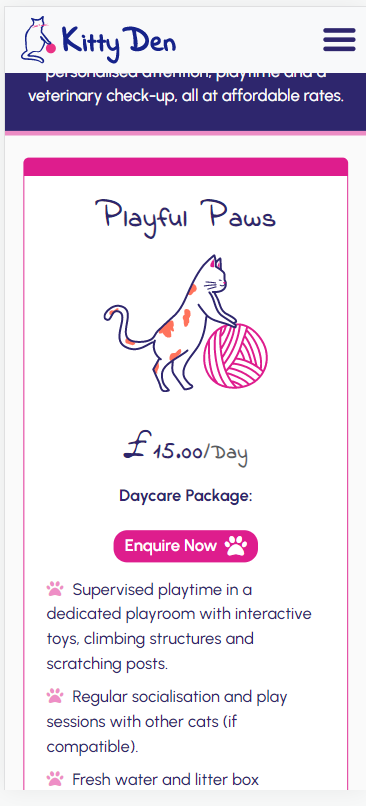 Kitty Den
personalised attention, playtime and a
veterinary check-up, all at affordable rates.
Playful Paws
£15.00/Day
Daycare Package:
Enquire Now
Supervised playtime in a
dedicated playroom with interactive
toys, climbing structures and
scratching posts.
Regular socialisation and play
sessions with other cats (if
compatible).
Fresh water and litter box